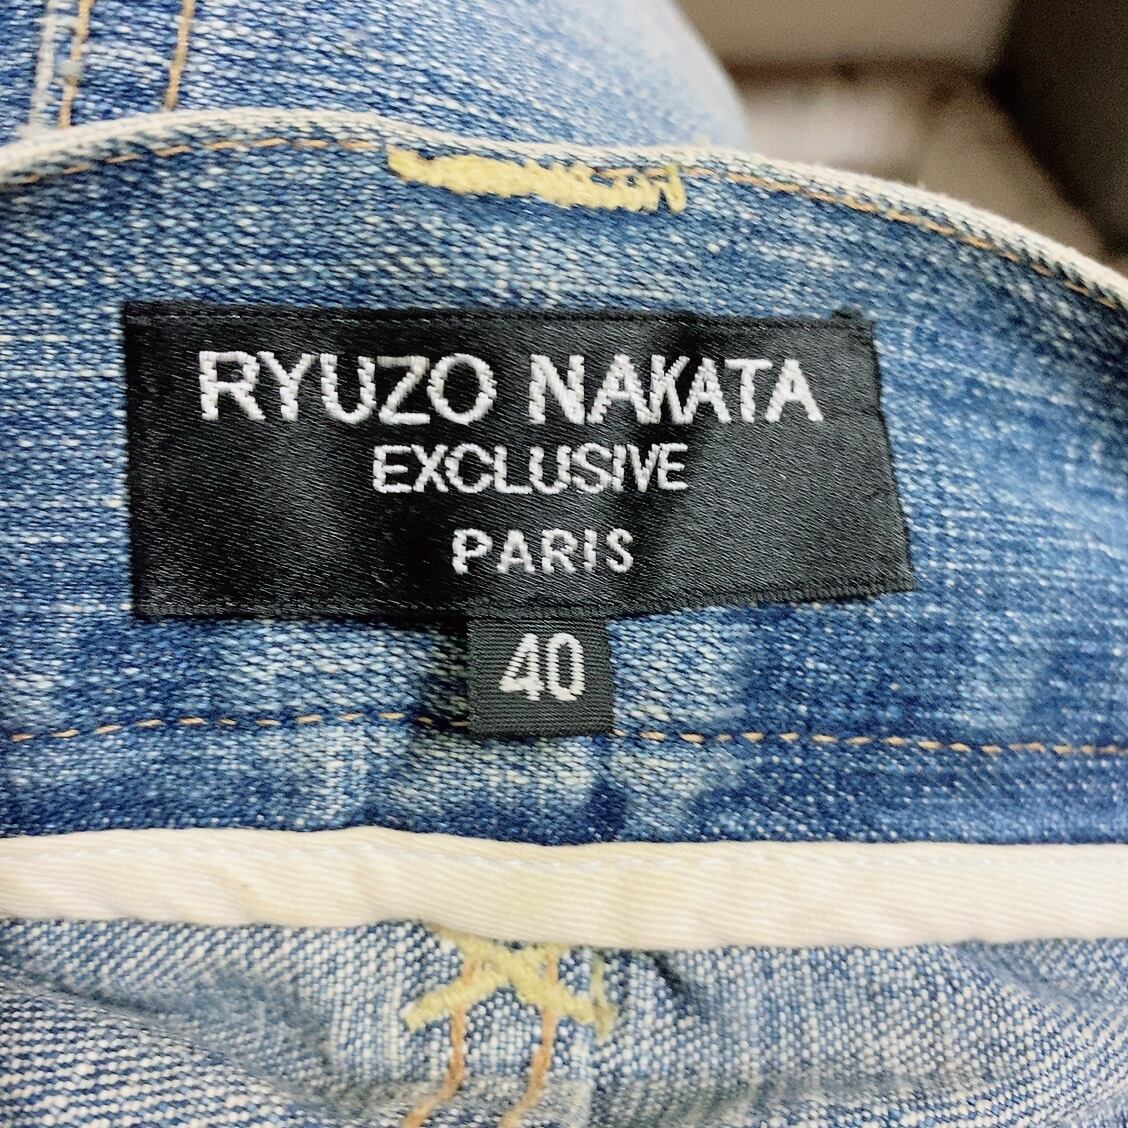 RYUZO NAKATA
EXCLUSIVE
PARIS
40